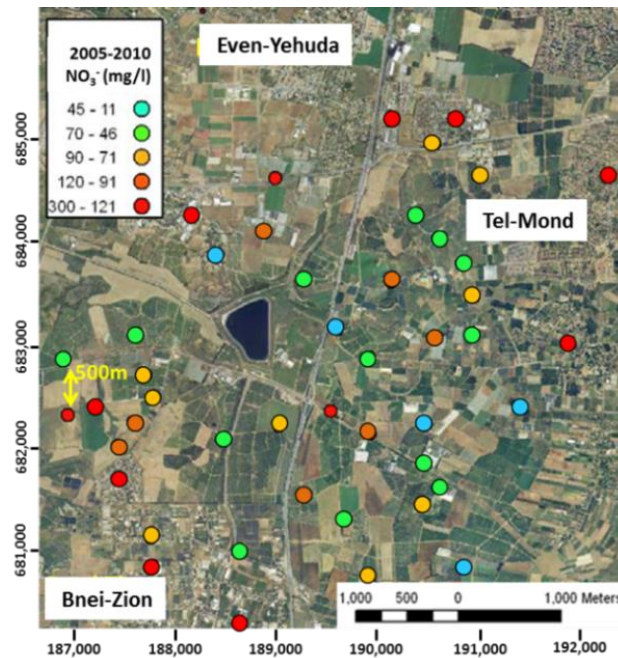 Even-Yehuda
2005-2010
NO₃⁻ (mg/l)
45 - 11
70 - 46
90 - 71
120 - 91
300 - 121
Tel-Mond
500m
Bnei-Zion
1,000 500 0 1,000 Meters
685,000
684,000
683,000
682,000
681,000
187,000 188,000 189,000 190,000 191,000 192,000